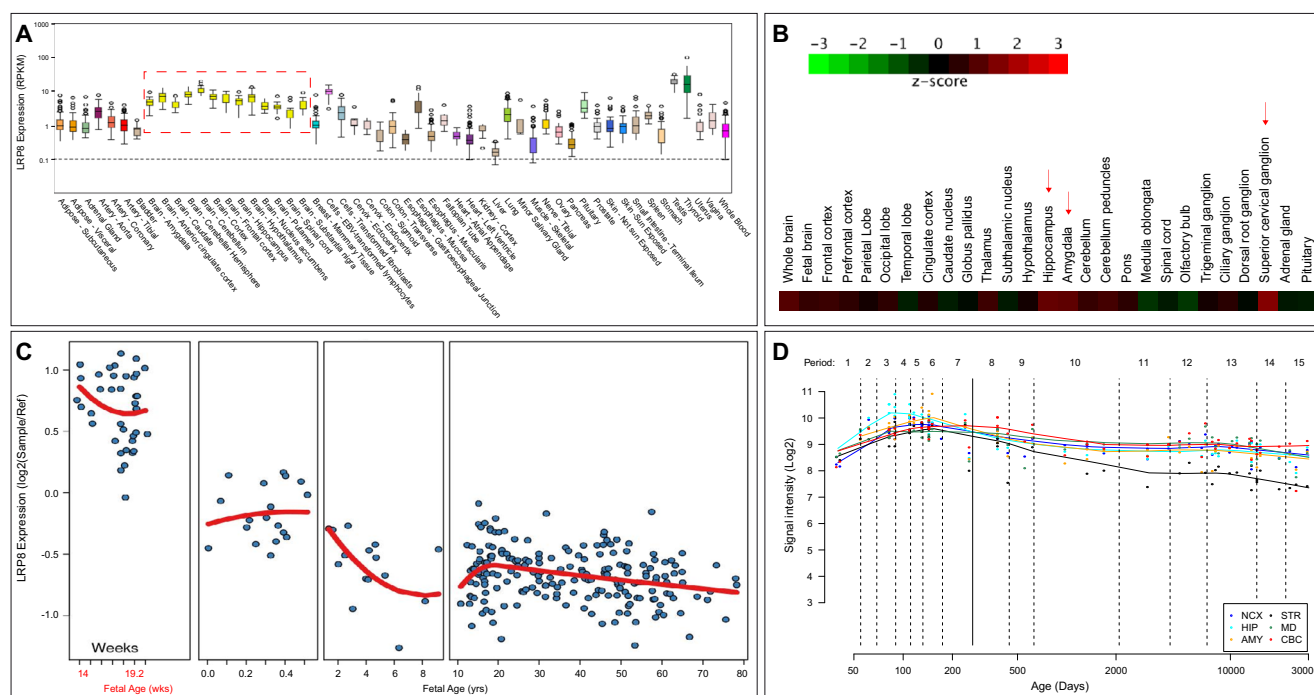 A
LRP8 Expression (RPKM)
1000
100
10
1
0.1
Adipose - Subcutaneous
Adipose - Visceral
Adrenal Gland
Artery - Aorta
Artery - Coronary
Artery - Tibial
Bladder
Brain - Amygdala
Brain - Anterior cingulate cortex
Brain - Caudate
Brain - Cerebellar Hemisphere
Brain - Cerebellum
Brain - Cortex
Brain - Frontal cortex
Brain - Hippocampus
Brain - Hypothalamus
Brain - Nucleus accumbens
Brain - Putamen
Brain - Spinal cord
Brain - Substantia nigra
Breast - Mammary Tissue
Cells - EBV-transformed lymphocytes
Cells - Transformed fibroblasts
Cervix - Ectocervix
Cervix - Endocervix
Colon - Sigmoid
Colon - Transverse
Esophagus - Gastroesophageal Junction
Esophagus - Mucosa
Esophagus - Muscularis
Fallopian Tube
Heart - Atrial Appendage
Heart - Left Ventricle
Kidney - Cortex
Liver
Lung
Minor Salivary Gland
Muscle - Skeletal
Nerve - Tibial
Ovary
Pancreas
Pituitary
Prostate
Skin - Not Sun Exposed
Skin - Sun Exposed
Small Intestine - Terminal Ileum
Spleen
Stomach
Testis
Thyroid
Uterus
Vagina
Whole Blood
B
-3 -2 -1 0 1 2 3
z-score
Whole brain
Fetal brain
Frontal cortex
Prefrontal cortex
Parietal Lobe
Occipital Lobe
Temporal lobe
Cingulate cortex
Caudate nucleus
Globus pallidus
Thalamus
Subthalamic nucleus
Hypothalamus
Hippocampus
Amygdala
Cerebellum
Cerebellum peduncles
Pons
Medulla oblongata
Spinal cord
Olfactory bulb
Trigeminal ganglion
Ciliary ganglion
Dorsal root ganglion
Superior cervical ganglion
Adrenal gland
Pituitary
C
LRP8 Expression (log2(Sample/Ref)
1.0
0.5
0.0
-0.5
-1.0
Weeks
14 19.2
0.0 0.2 0.4
2 4 6 8
10 20 30 40 50 60 70 80
Fetal Age (wks)
Fetal Age (yrs)
D
Period: 1 2 3 4 5 6 7 8 9 10 11 12 13 14 15
Signal intensity (Log2)
11
10
9
8
7
6
5
4
3
NCX STR
HIP MD
AMY CBC
50 100 200 500 2000 10000 3000
Age (Days)